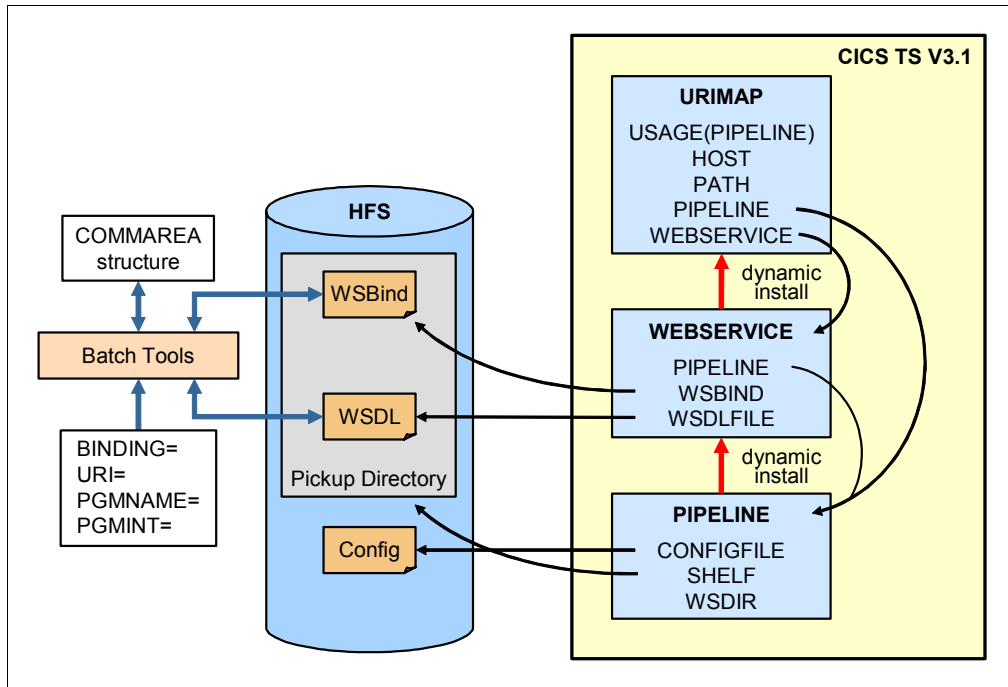 CICS TS V3.1
URIMAP
USAGE(PIPELINE)
HOST
PATH
PIPELINE
WEBSERVICE
dynamic
install
WEBSERVICE
PIPELINE
WSBIND
WSDLFILE
dynamic
install
PIPELINE
CONFIGFILE
SHELF
WSDIR
HFS
WSBind
WSDL
Pickup Directory
Config
COMMAREA
structure
Batch Tools
BINDING=
URI=
PGMNAME=
PGMINT=